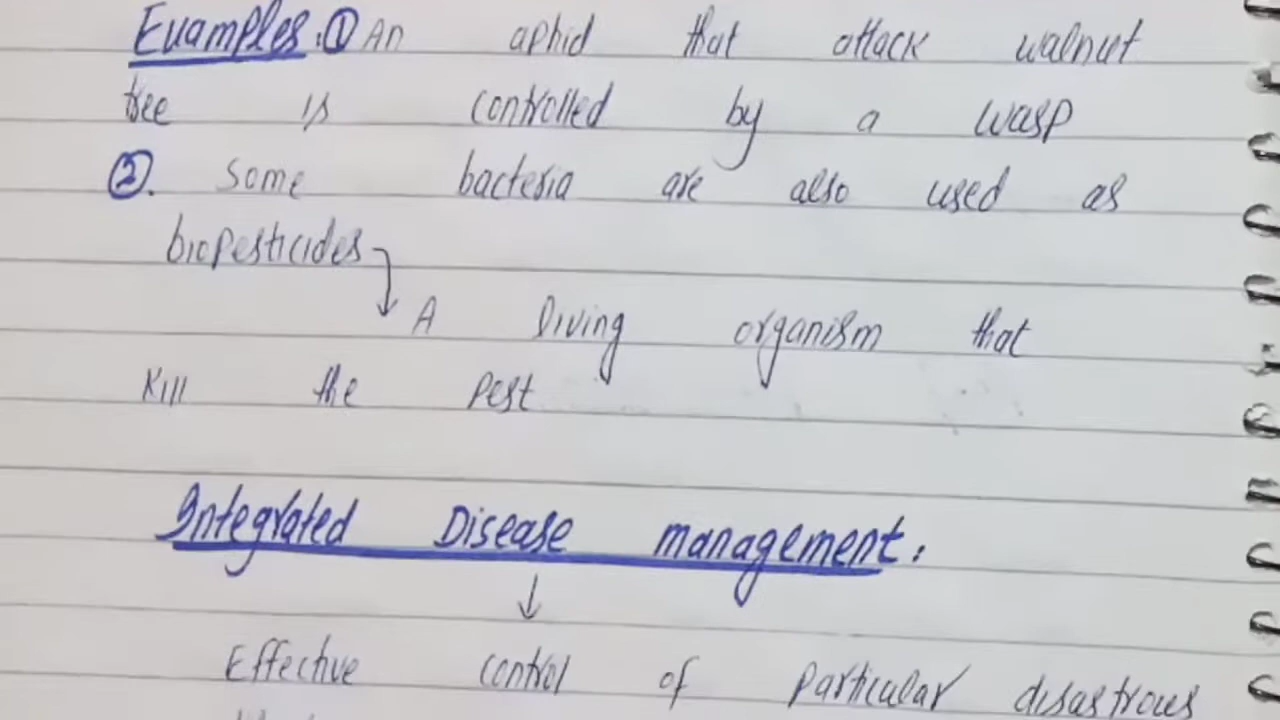 Examples: ① An aphid that attack walnut
tree is controlled by a wasp
②. Some bacteria are also used as
biopesticides
A living organism that
Kill the Pest
Integrated Disease management:
↓
Effective control of Particular disastrous